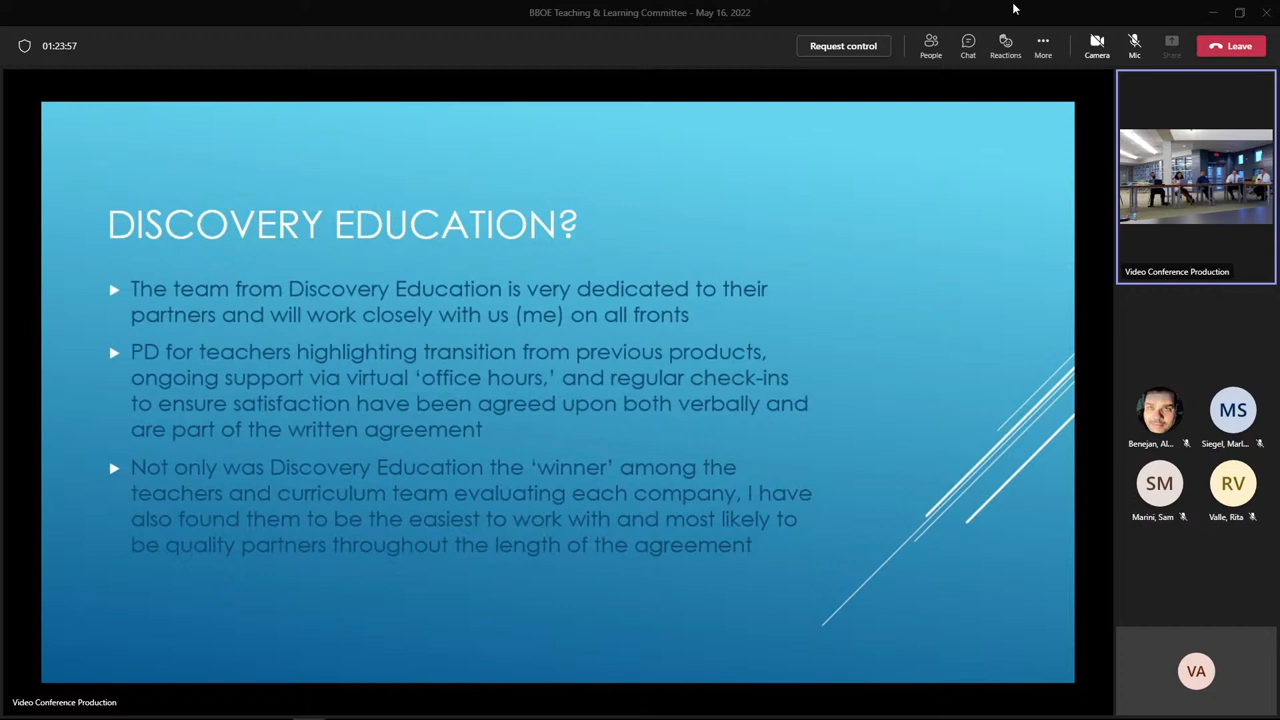 BBOE Teaching & Learning Committee - May 16, 2022
01:23:57
Request control
People
Chat
Reactions
More
Camera
Mic
Share
Leave
DISCOVERY EDUCATION?
The team from Discovery Education is very dedicated to their
partners and will work closely with us (me) on all fronts
PD for teachers highlighting transition from previous products,
ongoing support via virtual ‘office hours,’ and regular check-ins
to ensure satisfaction have been agreed upon both verbally and
are part of the written agreement
Not only was Discovery Education the ‘winner’ among the
teachers and curriculum team evaluating each company, I have
also found them to be the easiest to work with and most likely to
be quality partners throughout the length of the agreement
Video Conference Production
MS
Benejan, Al...
Siegel, Marl...
SM
RV
Marini, Sam
Valle, Rita
VA
Video Conference Production